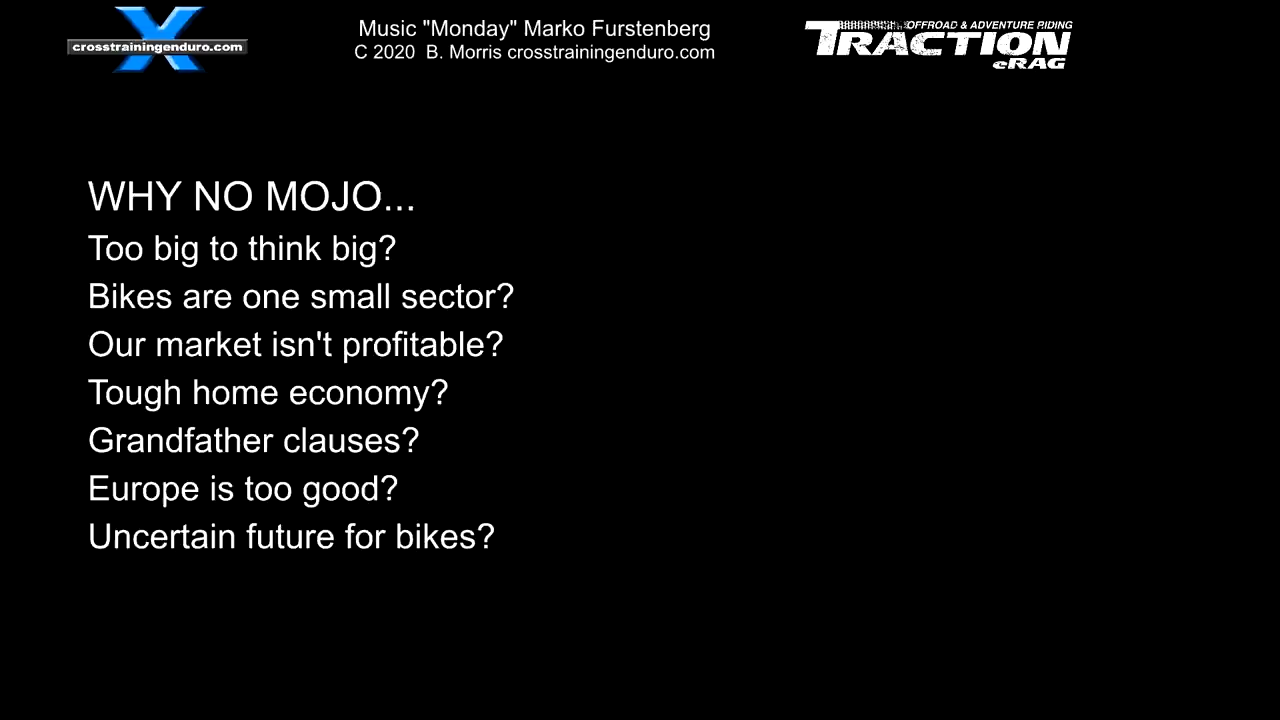 crosstrainingenduro.com
Music "Monday" Marko Furstenberg
C 2020 B. Morris crosstrainingenduro.com
OFFROAD & ADVENTURE RIDING
TRACTION
eRAG
WHY NO MOJO...
Too big to think big?
Bikes are one small sector?
Our market isn't profitable?
Tough home economy?
Grandfather clauses?
Europe is too good?
Uncertain future for bikes?